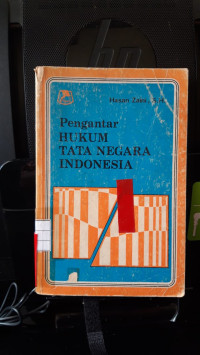 Hasan Zaini, S.H.
Pengantar
HUKUM
TATA NEGARA
INDONESIA